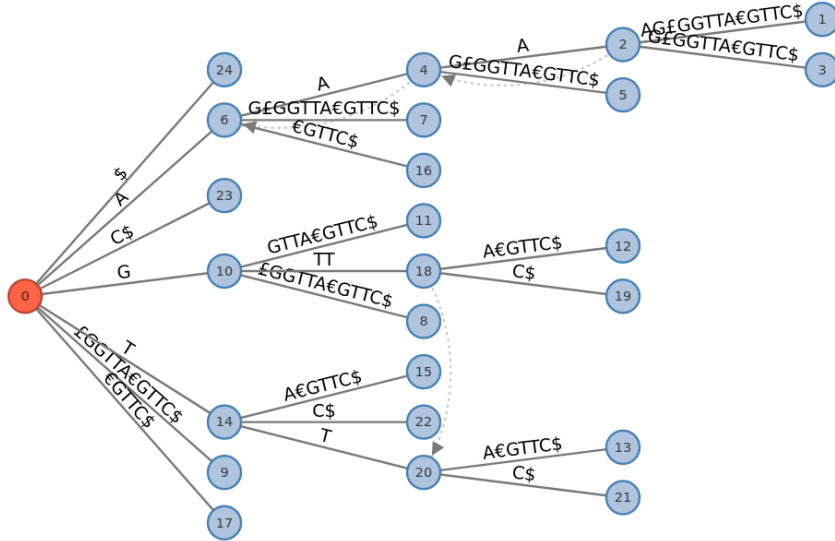 AG£GGTTA€GTTC$
1
A
2
G£GGTTA€GTTC$
3
24
A
4
G£GGTTA€GTTC$
5
$
6
G£GGTTA€GTTC$
7
A
€GTTC$
16
C$
23
GTTA€GTTC$
11
G
10
TT
18
A€GTTC$
12
0
£GGTTA€GTTC$
8
C$
19
T
14
A€GTTC$
15
C$
22
T
20
A€GTTC$
13
£GGTTA€GTTC$
9
C$
21
€GTTC$
17